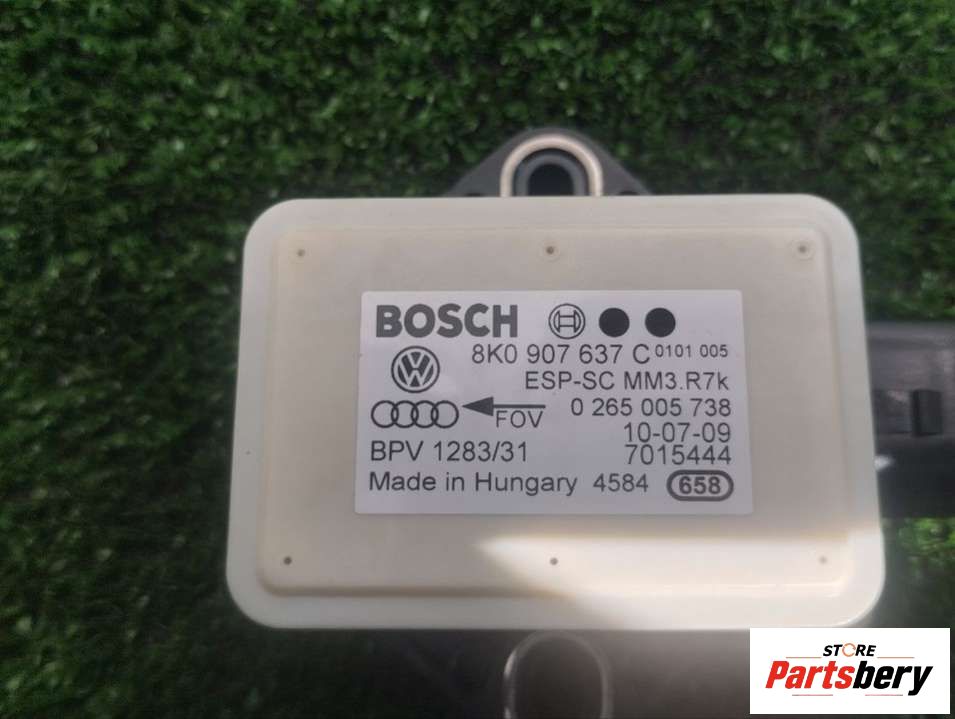 BOSCH
8K0 907 637 C 0101 005
ESP-SC MM3.R7k
FOV 0 265 005 738
10-07-09
BPV 1283/31 7015444
Made in Hungary 4584 658
STORE
Partsbery